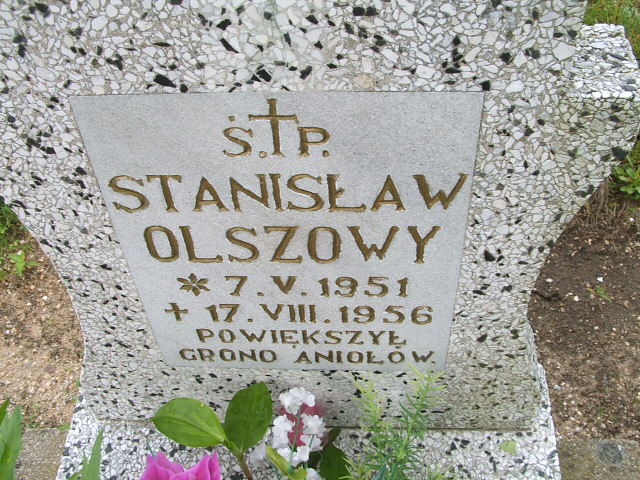 Ś.†P.
STANISŁAW
OLSZOWY
* 7.V.1951
+ 17.VIII.1956
POWIĘKSZYŁ
GRONO ANIOŁÓW.